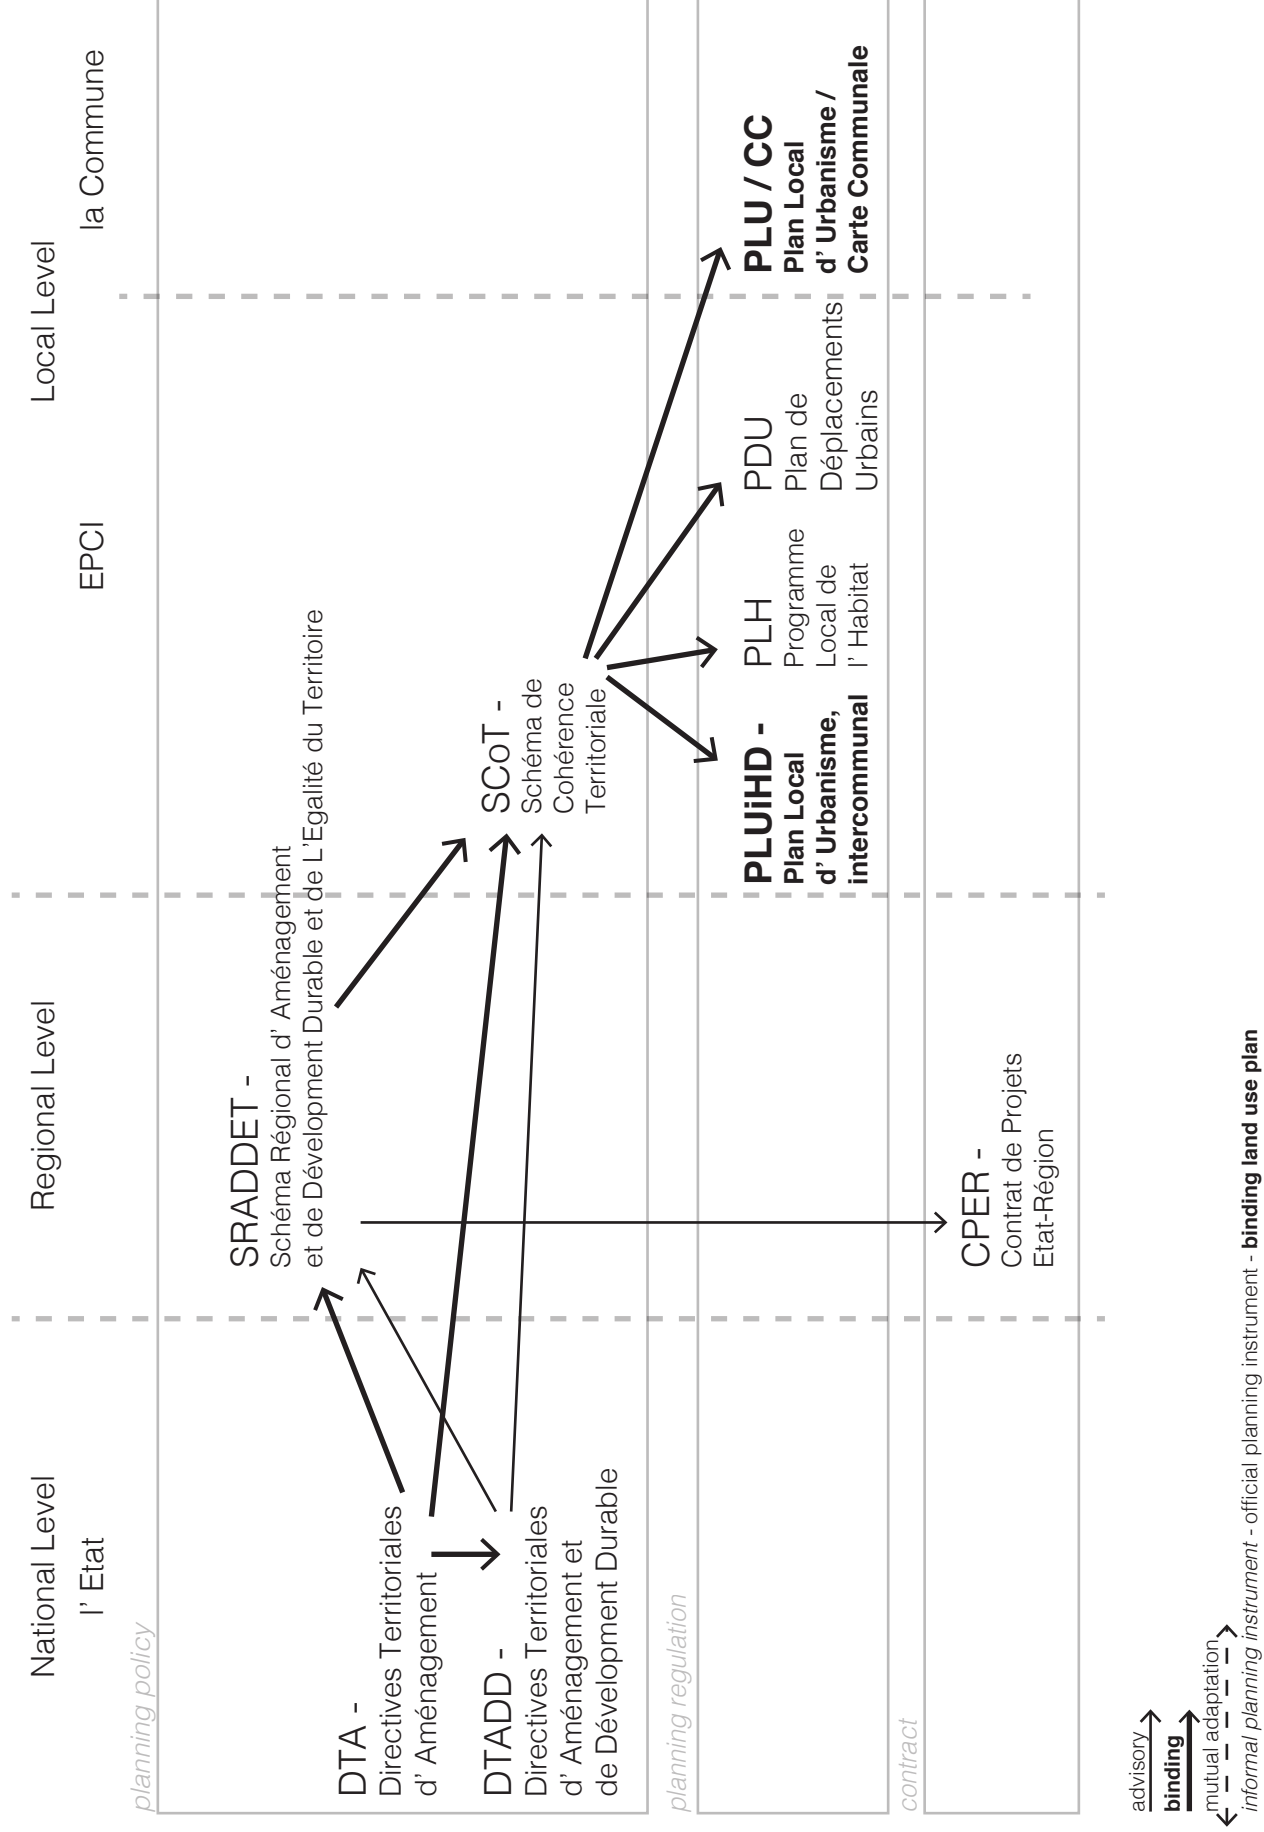 National Level
Regional Level
Local Level
l' Etat
EPCI
la Commune
planning policy
SRADDET -
Schéma Régional d' Aménagement
et de Dévelopment Durable et de L'Egalité du Territoire
DTA -
Directives Territoriales
d' Aménagement
DTADD -
Directives Territoriales
d' Aménagement et
de Dévelopment Durable
SCoT -
Schéma de
Cohérence
Territoriale
planning regulation
PLUiHD -
Plan Local
d' Urbanisme,
intercommunal
PLH
Programme
Local de
l' Habitat
PDU
Plan de
Déplacements
Urbains
PLU / CC
Plan Local
d' Urbanisme /
Carte Communale
contract
CPER -
Contrat de Projets
Etat-Région
advisory
binding
mutual adaptation
informal planning instrument - official planning instrument - binding land use plan